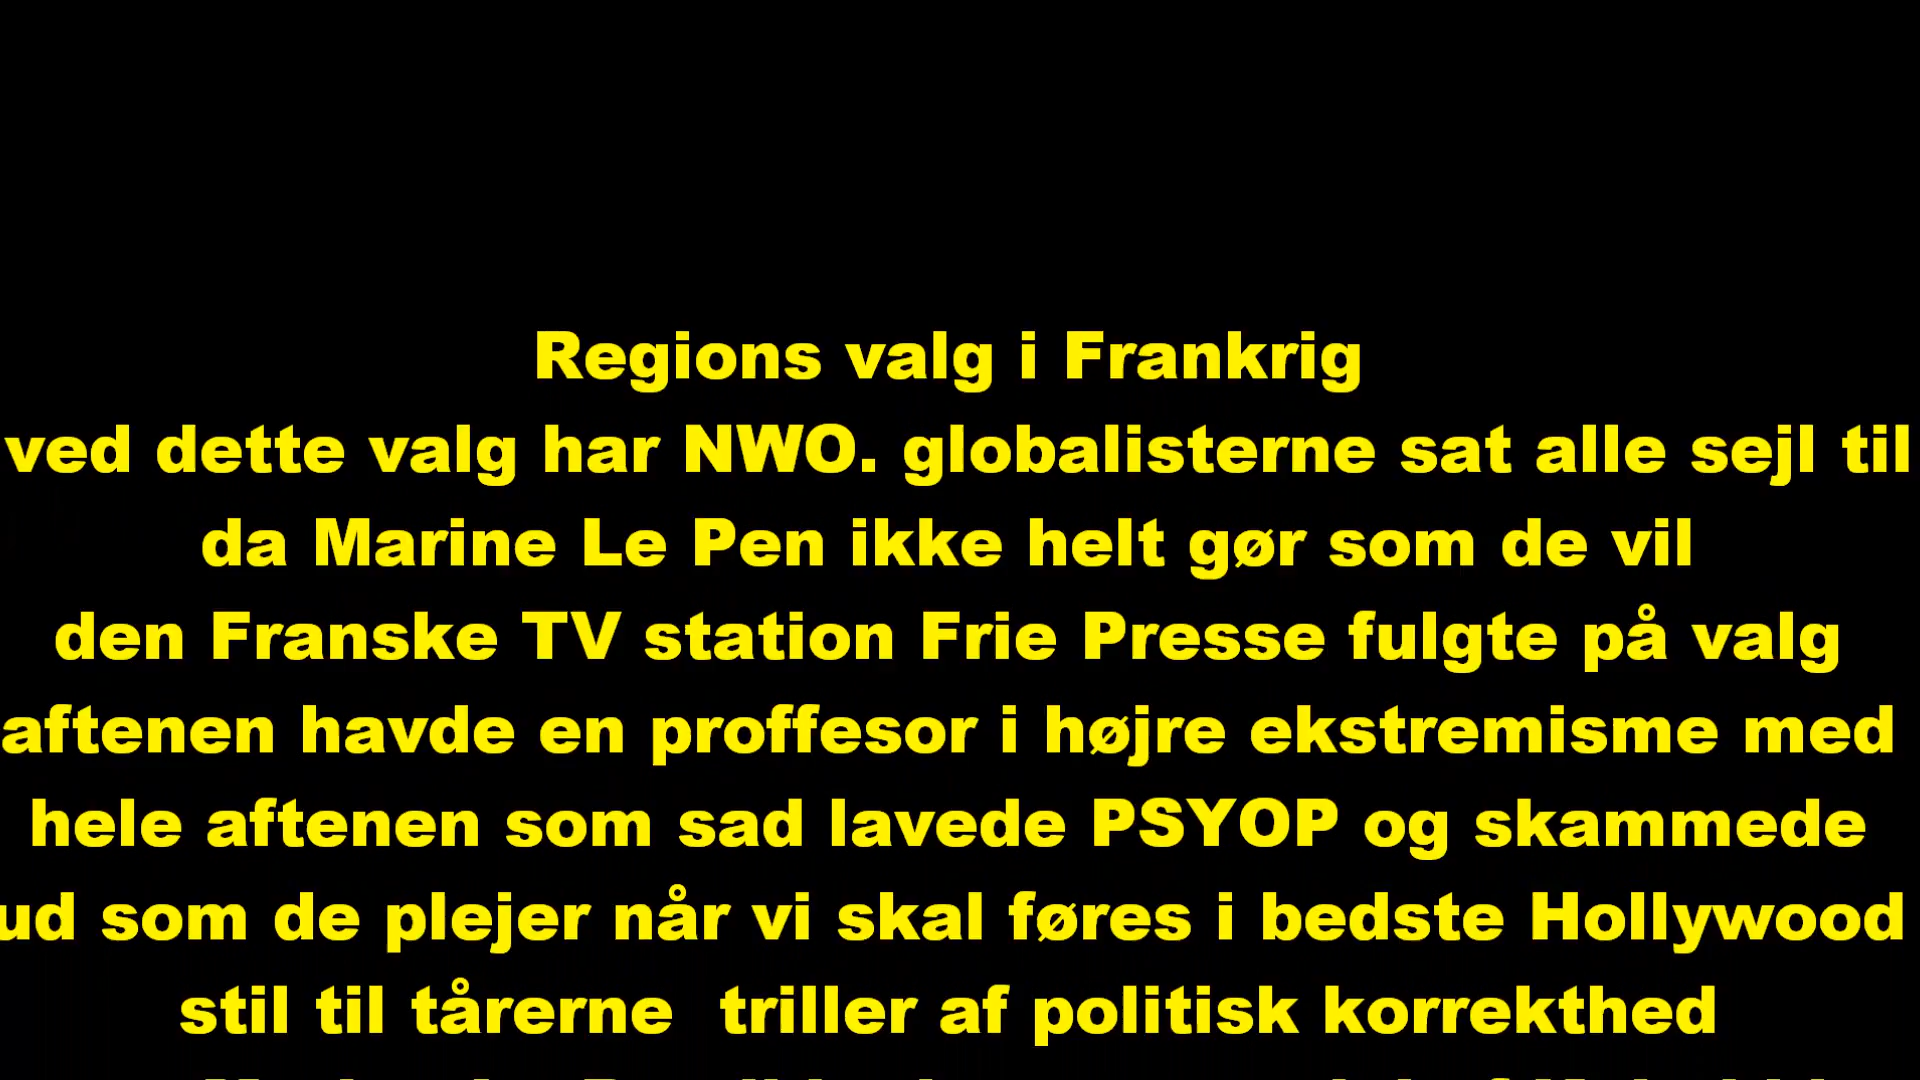 Regions valg i Frankrig
ved dette valg har NWO. globalisterne sat alle sejl til
da Marine Le Pen ikke helt gør som de vil
den Franske TV station Frie Presse fulgte på valg
aftenen havde en proffesor i højre ekstremisme med
hele aftenen som sad lavede PSYOP og skammede
ud som de plejer når vi skal føres i bedste Hollywood
stil til tårerne  triller af politisk korrekthed